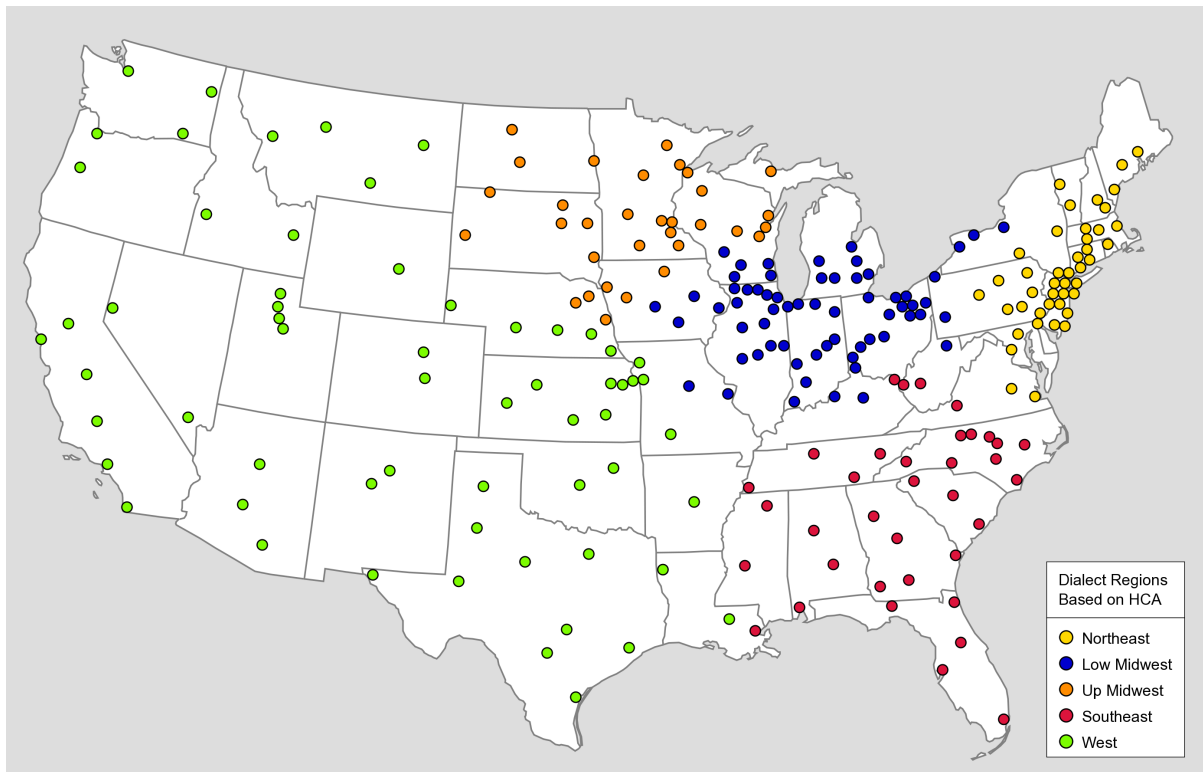 Dialect Regions
Based on HCA
Northeast
Low Midwest
Up Midwest
Southeast
West